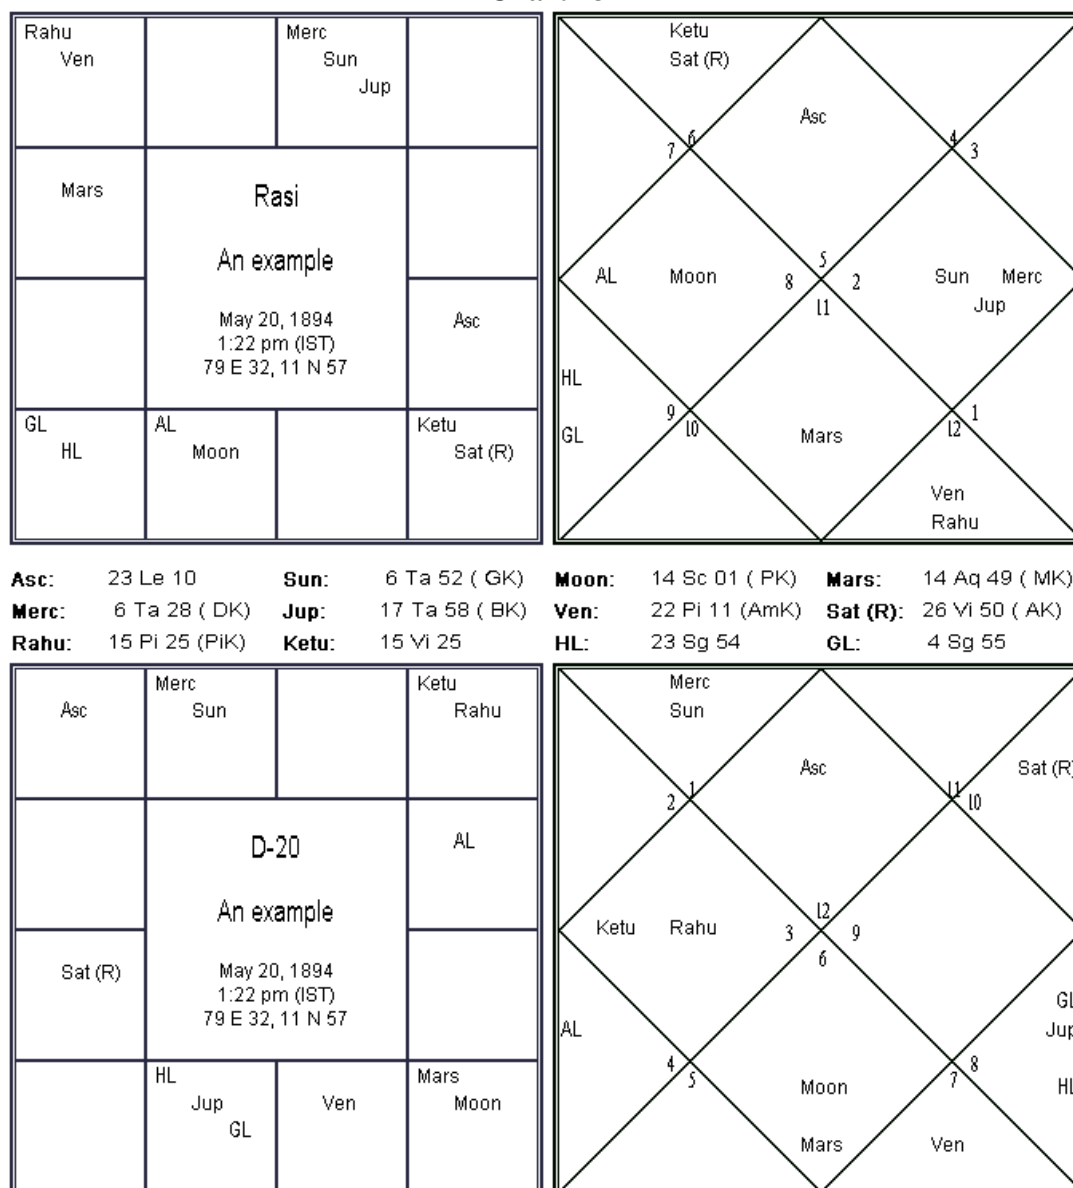 Rahu
Ven
Merc
Sun
Jup
Mars
Rasi
An example
May 20, 1894
1:22 pm (IST)
79 E 32, 11 N 57
Asc
GL
HL
AL
Moon
Ketu
Sat (R)
Ketu
Sat (R)
Asc
6
7
4
3
AL Moon
5
8 2
11
Sun Merc
Jup
HL
GL
9
10
Mars
1
12
Ven
Rahu
Asc: 23 Le 10 Sun: 6 Ta 52 ( GK) Moon: 14 Sc 01 ( PK) Mars: 14 Aq 49 ( MK)
Merc: 6 Ta 28 ( DK) Jup: 17 Ta 58 ( BK) Ven: 22 Pi 11 (AmK) Sat (R): 26 Vi 50 ( AK)
Rahu: 15 Pi 25 (PiK) Ketu: 15 Vi 25 HL: 23 Sg 54 GL: 4 Sg 55
Asc
Merc
Sun
Ketu
Rahu
D-20
An example
May 20, 1894
1:22 pm (IST)
79 E 32, 11 N 57
AL
Sat (R)
HL
Jup
GL
Ven
Mars
Moon
Merc
Sun
Asc
Sat (R)
1
2
11
10
Ketu Rahu
12
3 9
6
GL
Jup
HL
AL
4
5
Moon
Mars
8
7
Ven